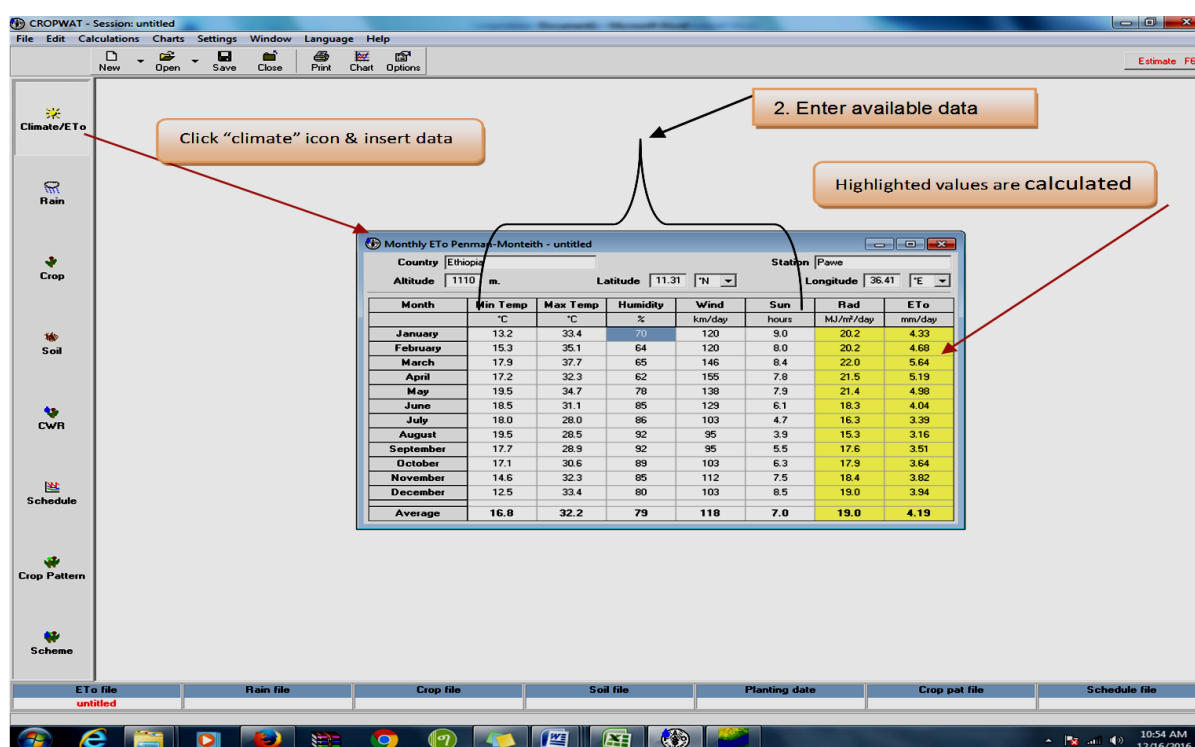 CROPWAT - Session: untitled
File Edit Calculations Charts Settings Window Language Help
New Open Save Close Print Chart Options Estimate F6
Climate/ETo
Rain
Crop
Soil
CWR
Schedule
Crop Pattern
Scheme
Click “climate” icon & insert data
2. Enter available data
Highlighted values are calculated
Monthly ETo Penman-Monteith - untitled
Country Ethiopia Station Pawe
Altitude 1110 m. Latitude 11.31 °N Longitude 36.41 °E
Month Min Temp Max Temp Humidity Wind Sun Rad ETo
°C °C % km/day hours MJ/m²/day mm/day
January 13.2 33.4 70 120 9.0 20.2 4.33
February 15.3 35.1 64 120 8.0 20.2 4.68
March 17.9 37.7 65 146 8.4 22.0 5.64
April 17.2 32.3 62 155 7.8 21.5 5.19
May 19.5 34.7 78 138 7.9 21.4 4.98
June 18.5 31.1 85 129 6.1 18.3 4.04
July 18.0 28.0 86 103 4.7 16.3 3.39
August 19.5 28.5 92 95 3.9 15.3 3.16
September 17.7 28.9 92 95 5.5 17.6 3.51
October 17.1 30.6 89 103 6.3 17.9 3.64
November 14.6 32.3 85 112 7.5 18.4 3.82
December 12.5 33.4 80 103 8.5 19.0 3.94
Average 16.8 32.2 79 118 7.0 19.0 4.19
ETo file Rain file Crop file Soil file Planting date Crop pat file Schedule file
untitled
10:54 AM
12/16/2016